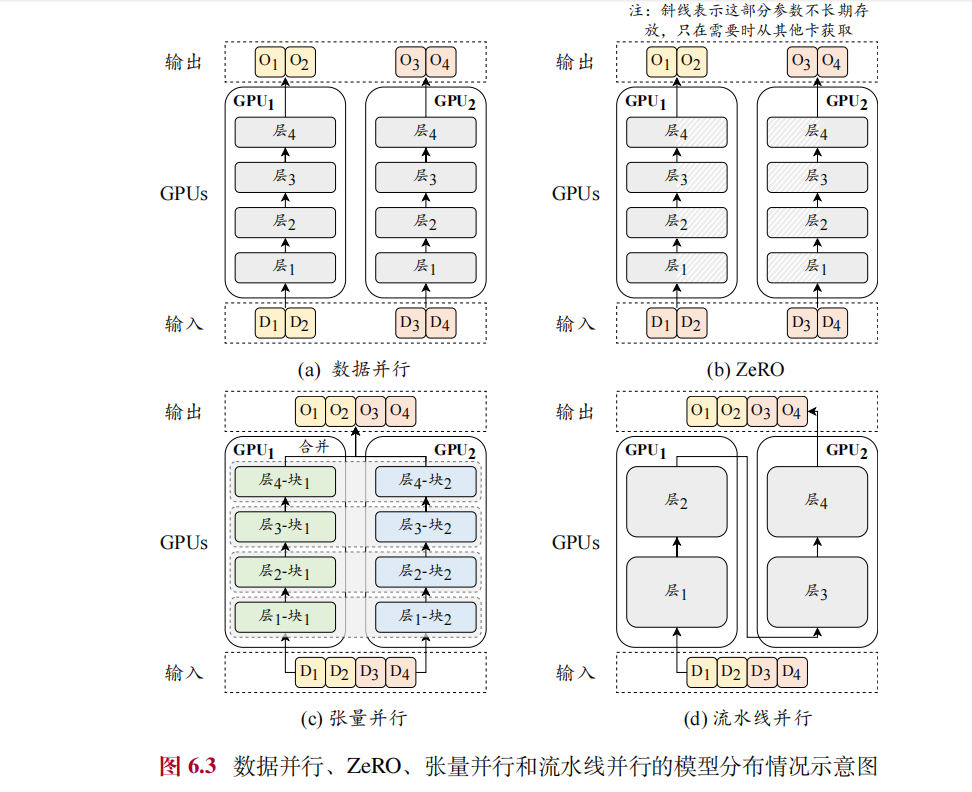 注：斜线表示这部分参数不长期存
放，只在需要时从其他卡获取
输出 O1 O2 O3 O4
GPU1 GPU2
层4 层4
层3 层3
GPUs
层2 层2
层1 层1
输入 D1 D2 D3 D4
(a) 数据并行
输出 O1 O2 O3 O4
GPU1 GPU2
层4 层4
层3 层3
GPUs
层2 层2
层1 层1
输入 D1 D2 D3 D4
(b) ZeRO
输出 O1 O2 O3 O4
GPU1 合并 GPU2
层4-块1 层4-块2
层3-块1 层3-块2
GPUs
层2-块1 层2-块2
层1-块1 层1-块2
输入 D1 D2 D3 D4
(c) 张量并行
输出 O1 O2 O3 O4
GPU1 GPU2
层2 层4
GPUs
层1 层3
输入 D1 D2 D3 D4
(d) 流水线并行
图 6.3 数据并行、ZeRO、张量并行和流水线并行的模型分布情况示意图